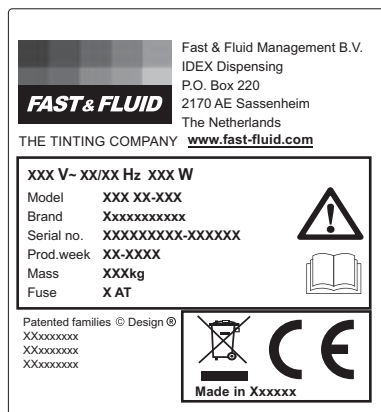 Fast & Fluid Management B.V.
IDEX Dispensing
P.O. Box 220
2170 AE Sassenheim
The Netherlands
www.fast-fluid.com
FAST & FLUID
THE TINTING COMPANY
XXX V~ XX/XX Hz XXX W
Model XXX XX-XXX
Brand Xxxxxxxxxxx
Serial no. XXXXXXXXX-XXXXXX
Prod.week XX-XXXX
Mass XXXkg
Fuse X AT
Patented families © Design ®
XXxxxxxxx
XXxxxxxxx
XXxxxxxxx
CE
Made in Xxxxxx